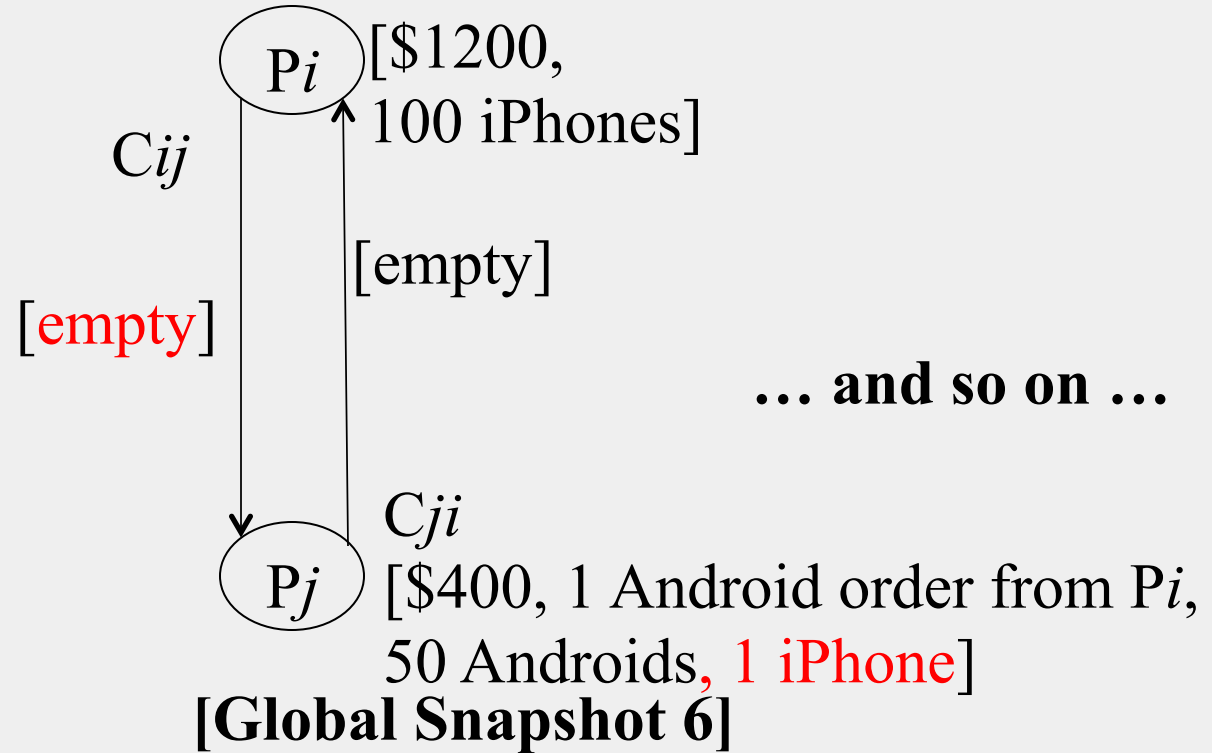 Pi
[$1200,
100 iPhones]
Cij
[empty]
[empty]
… and so on …
Cji
Pj
[$400, 1 Android order from Pi,
50 Androids, 1 iPhone]
[Global Snapshot 6]